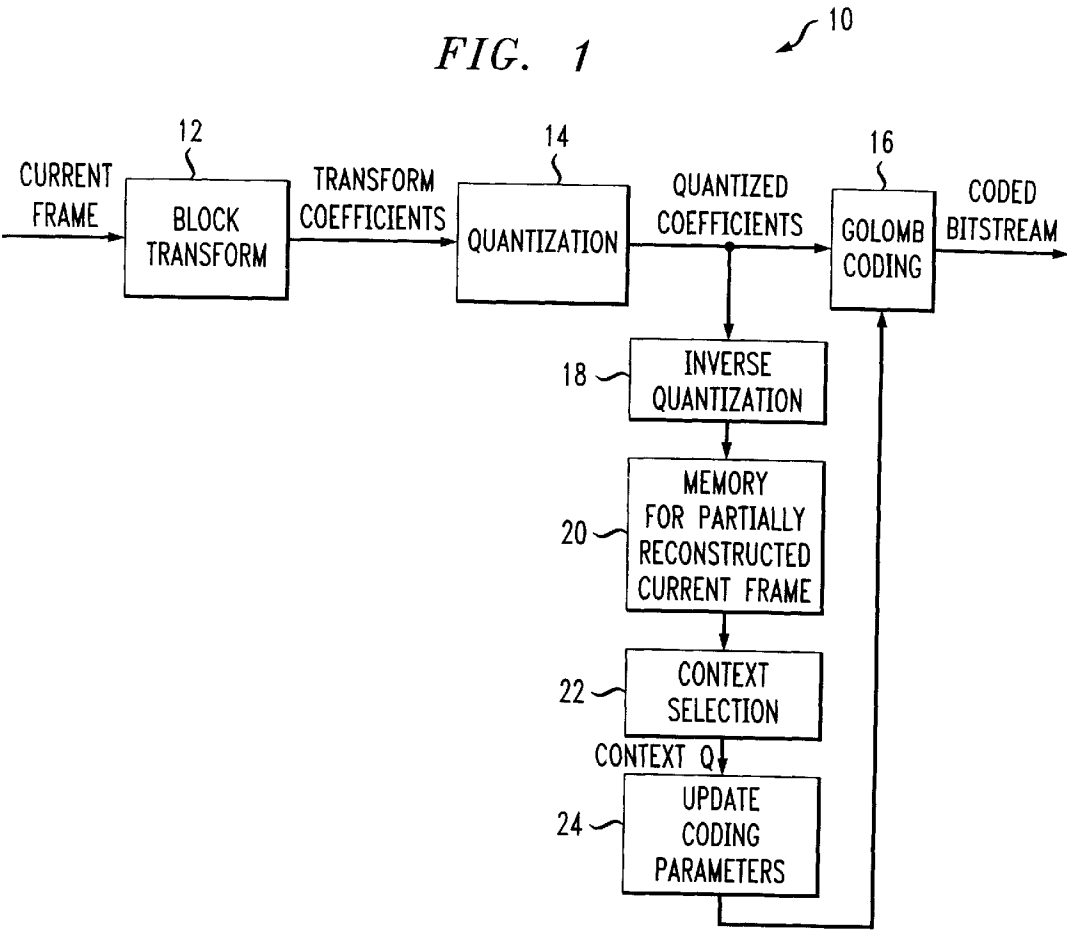 10
FIG. 1
12
14
16
CURRENT
FRAME
BLOCK
TRANSFORM
TRANSFORM
COEFFICIENTS
QUANTIZATION
QUANTIZED
COEFFICIENTS
GOLOMB
CODING
CODED
BITSTREAM
18
INVERSE
QUANTIZATION
20
MEMORY
FOR PARTIALLY
RECONSTRUCTED
CURRENT FRAME
22
CONTEXT
SELECTION
CONTEXT Q
24
UPDATE
CODING
PARAMETERS